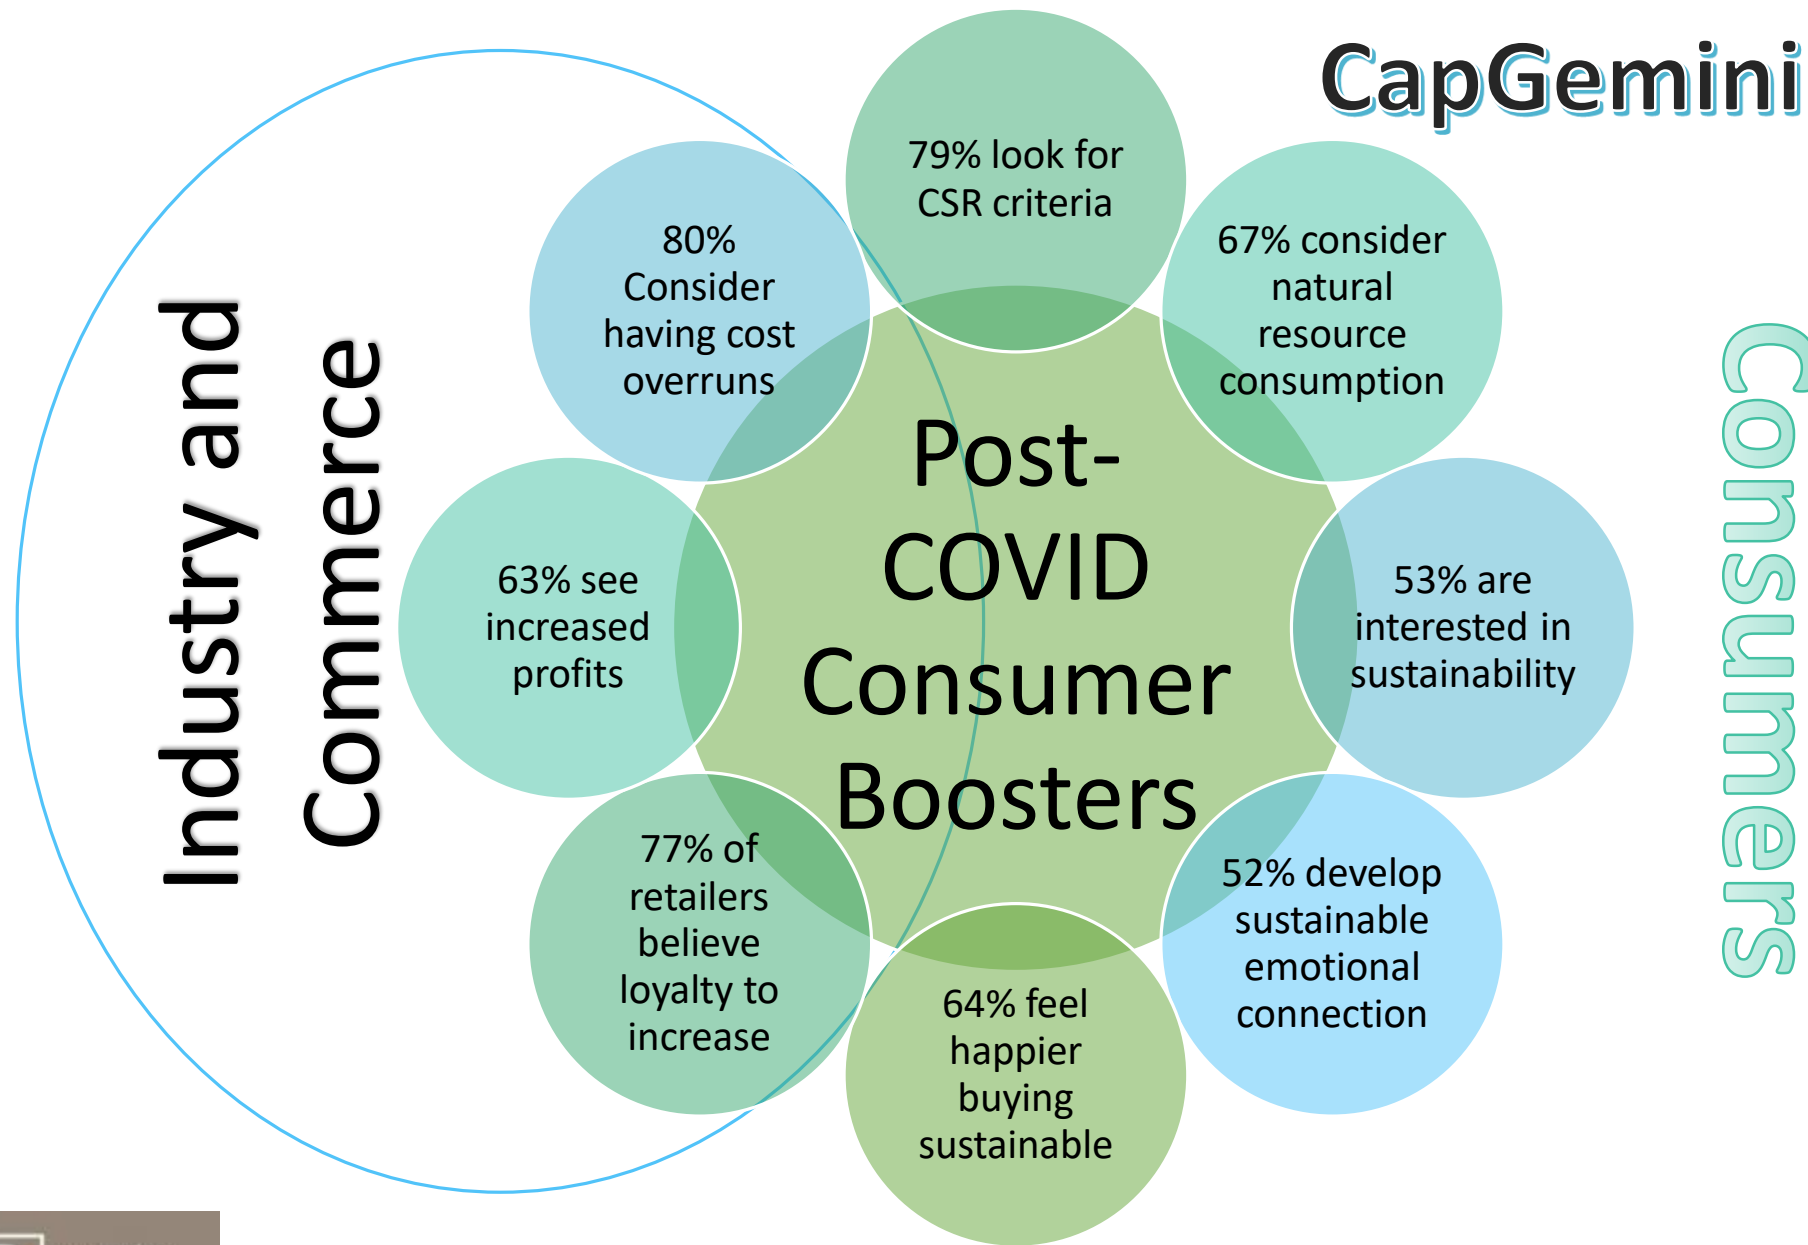 CapGemini
79% look for
CSR criteria
67% consider
natural
resource
consumption
53% are
interested in
sustainability
52% develop
sustainable
emotional
connection
64% feel
happier
buying
sustainable
77% of
retailers
believe
loyalty to
increase
63% see
increased
profits
80%
Consider
having cost
overruns
Post-
COVID
Consumer
Boosters
Industry and
Commerce
Consumers